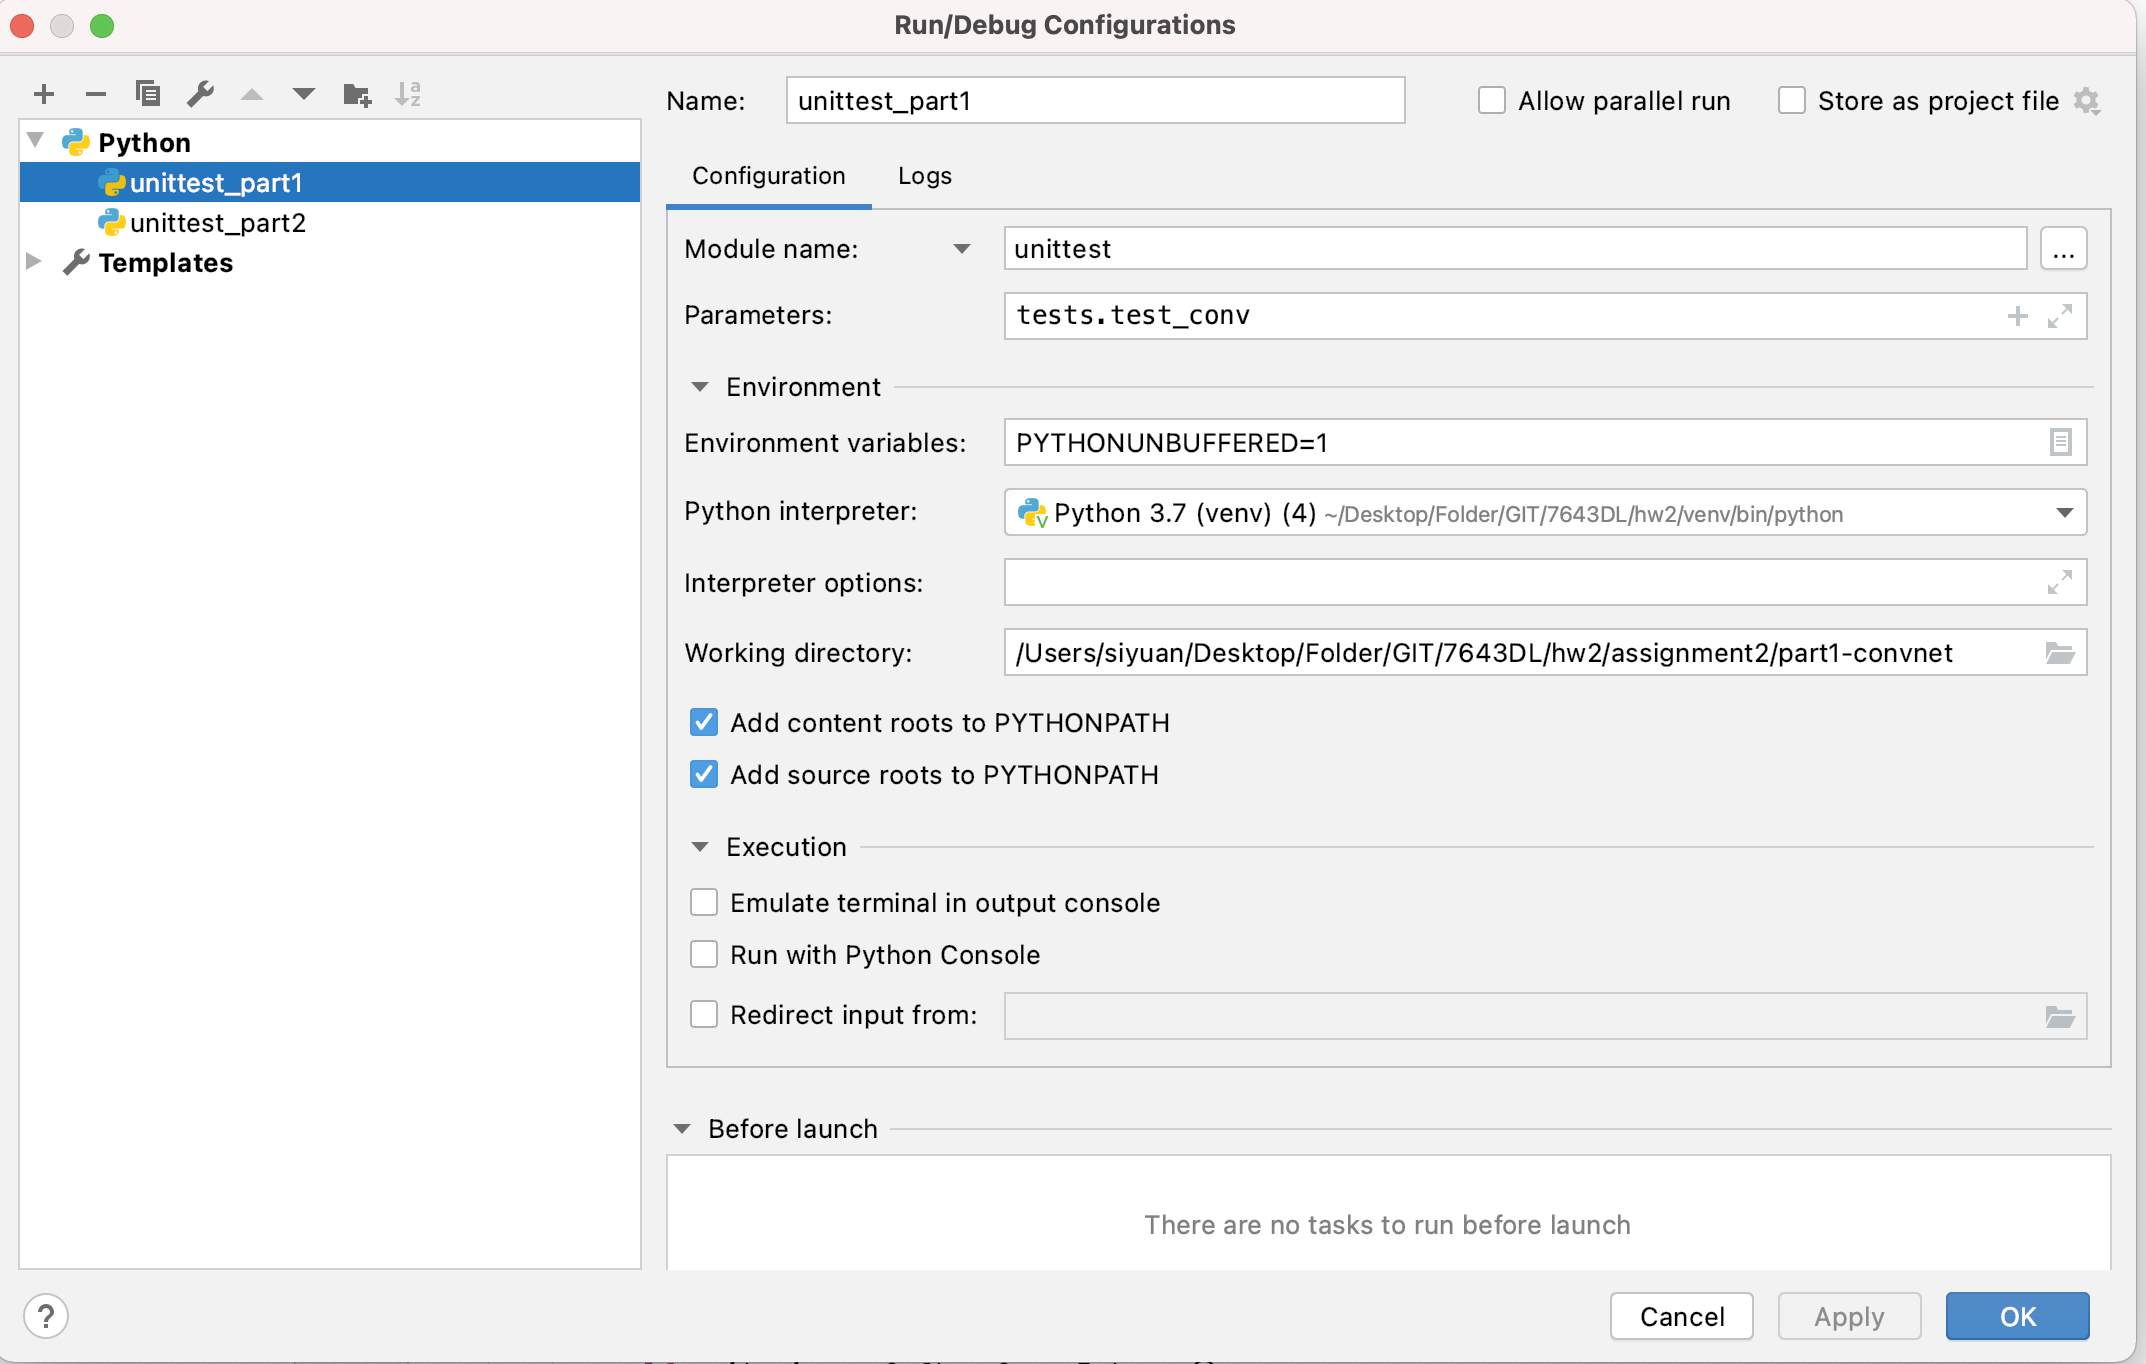 Run/Debug Configurations
Name: unittest_part1 Allow parallel run Store as project file
Python
unittest_part1
unittest_part2
Templates
Configuration Logs
Module name: unittest ...
Parameters: tests.test_conv
Environment
Environment variables: PYTHONUNBUFFERED=1
Python interpreter: Python 3.7 (venv) (4) ~/Desktop/Folder/GIT/7643DL/hw2/venv/bin/python
Interpreter options:
Working directory: /Users/siyuan/Desktop/Folder/GIT/7643DL/hw2/assignment2/part1-convnet
Add content roots to PYTHONPATH
Add source roots to PYTHONPATH
Execution
Emulate terminal in output console
Run with Python Console
Redirect input from:
Before launch
There are no tasks to run before launch
? Cancel Apply OK